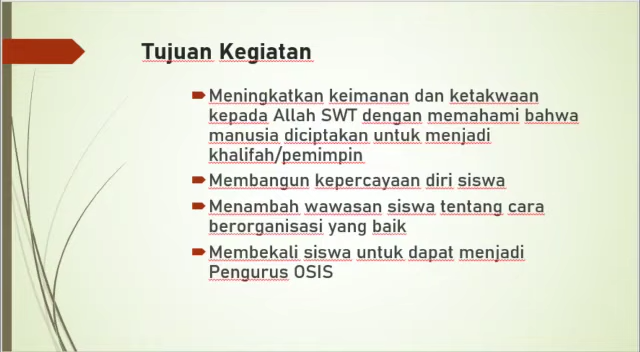 Tujuan Kegiatan
Meningkatkan keimanan dan ketakwaan
kepada Allah SWT dengan memahami bahwa
manusia diciptakan untuk menjadi
khalifah/pemimpin
Membangun kepercayaan diri siswa
Menambah wawasan siswa tentang cara
berorganisasi yang baik
Membekali siswa untuk dapat menjadi
Pengurus OSIS